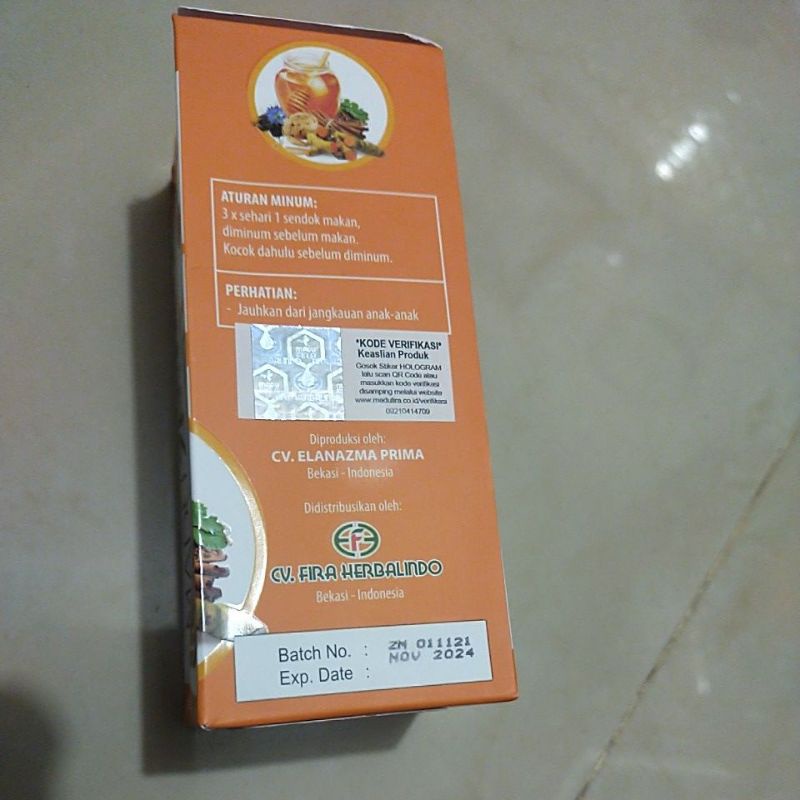 ATURAN MINUM:
3 x sehari 1 sendok makan,
diminum sebelum makan.
Kocok dahulu sebelum diminum.
PERHATIAN:
- Jauhkan dari jangkauan anak-anak
*KODE VERIFIKASI*
Keaslian Produk
Gosok Stiker HOLOGRAM
lalu scan QR Code atau
masukkan kode verifikasi
disamping melalui website
www.madufira.co.id/verifikasi
09210414709
Diproduksi oleh:
CV. ELANAZMA PRIMA
Bekasi - Indonesia
Didistribusikan oleh:
CV. FIRA HERBALINDO
Bekasi - Indonesia
Batch No. : ZM 011121
Exp. Date : NOV 2024